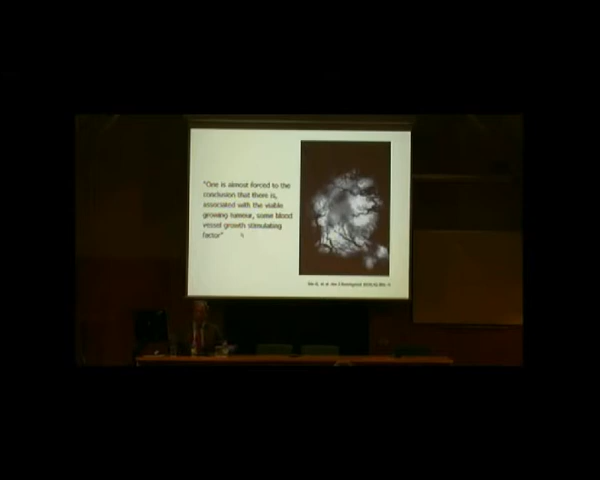 "One is almost forced to the
conclusion that there is,
associated with the viable
growing tumour, some blood
vessel growth stimulating
factor"